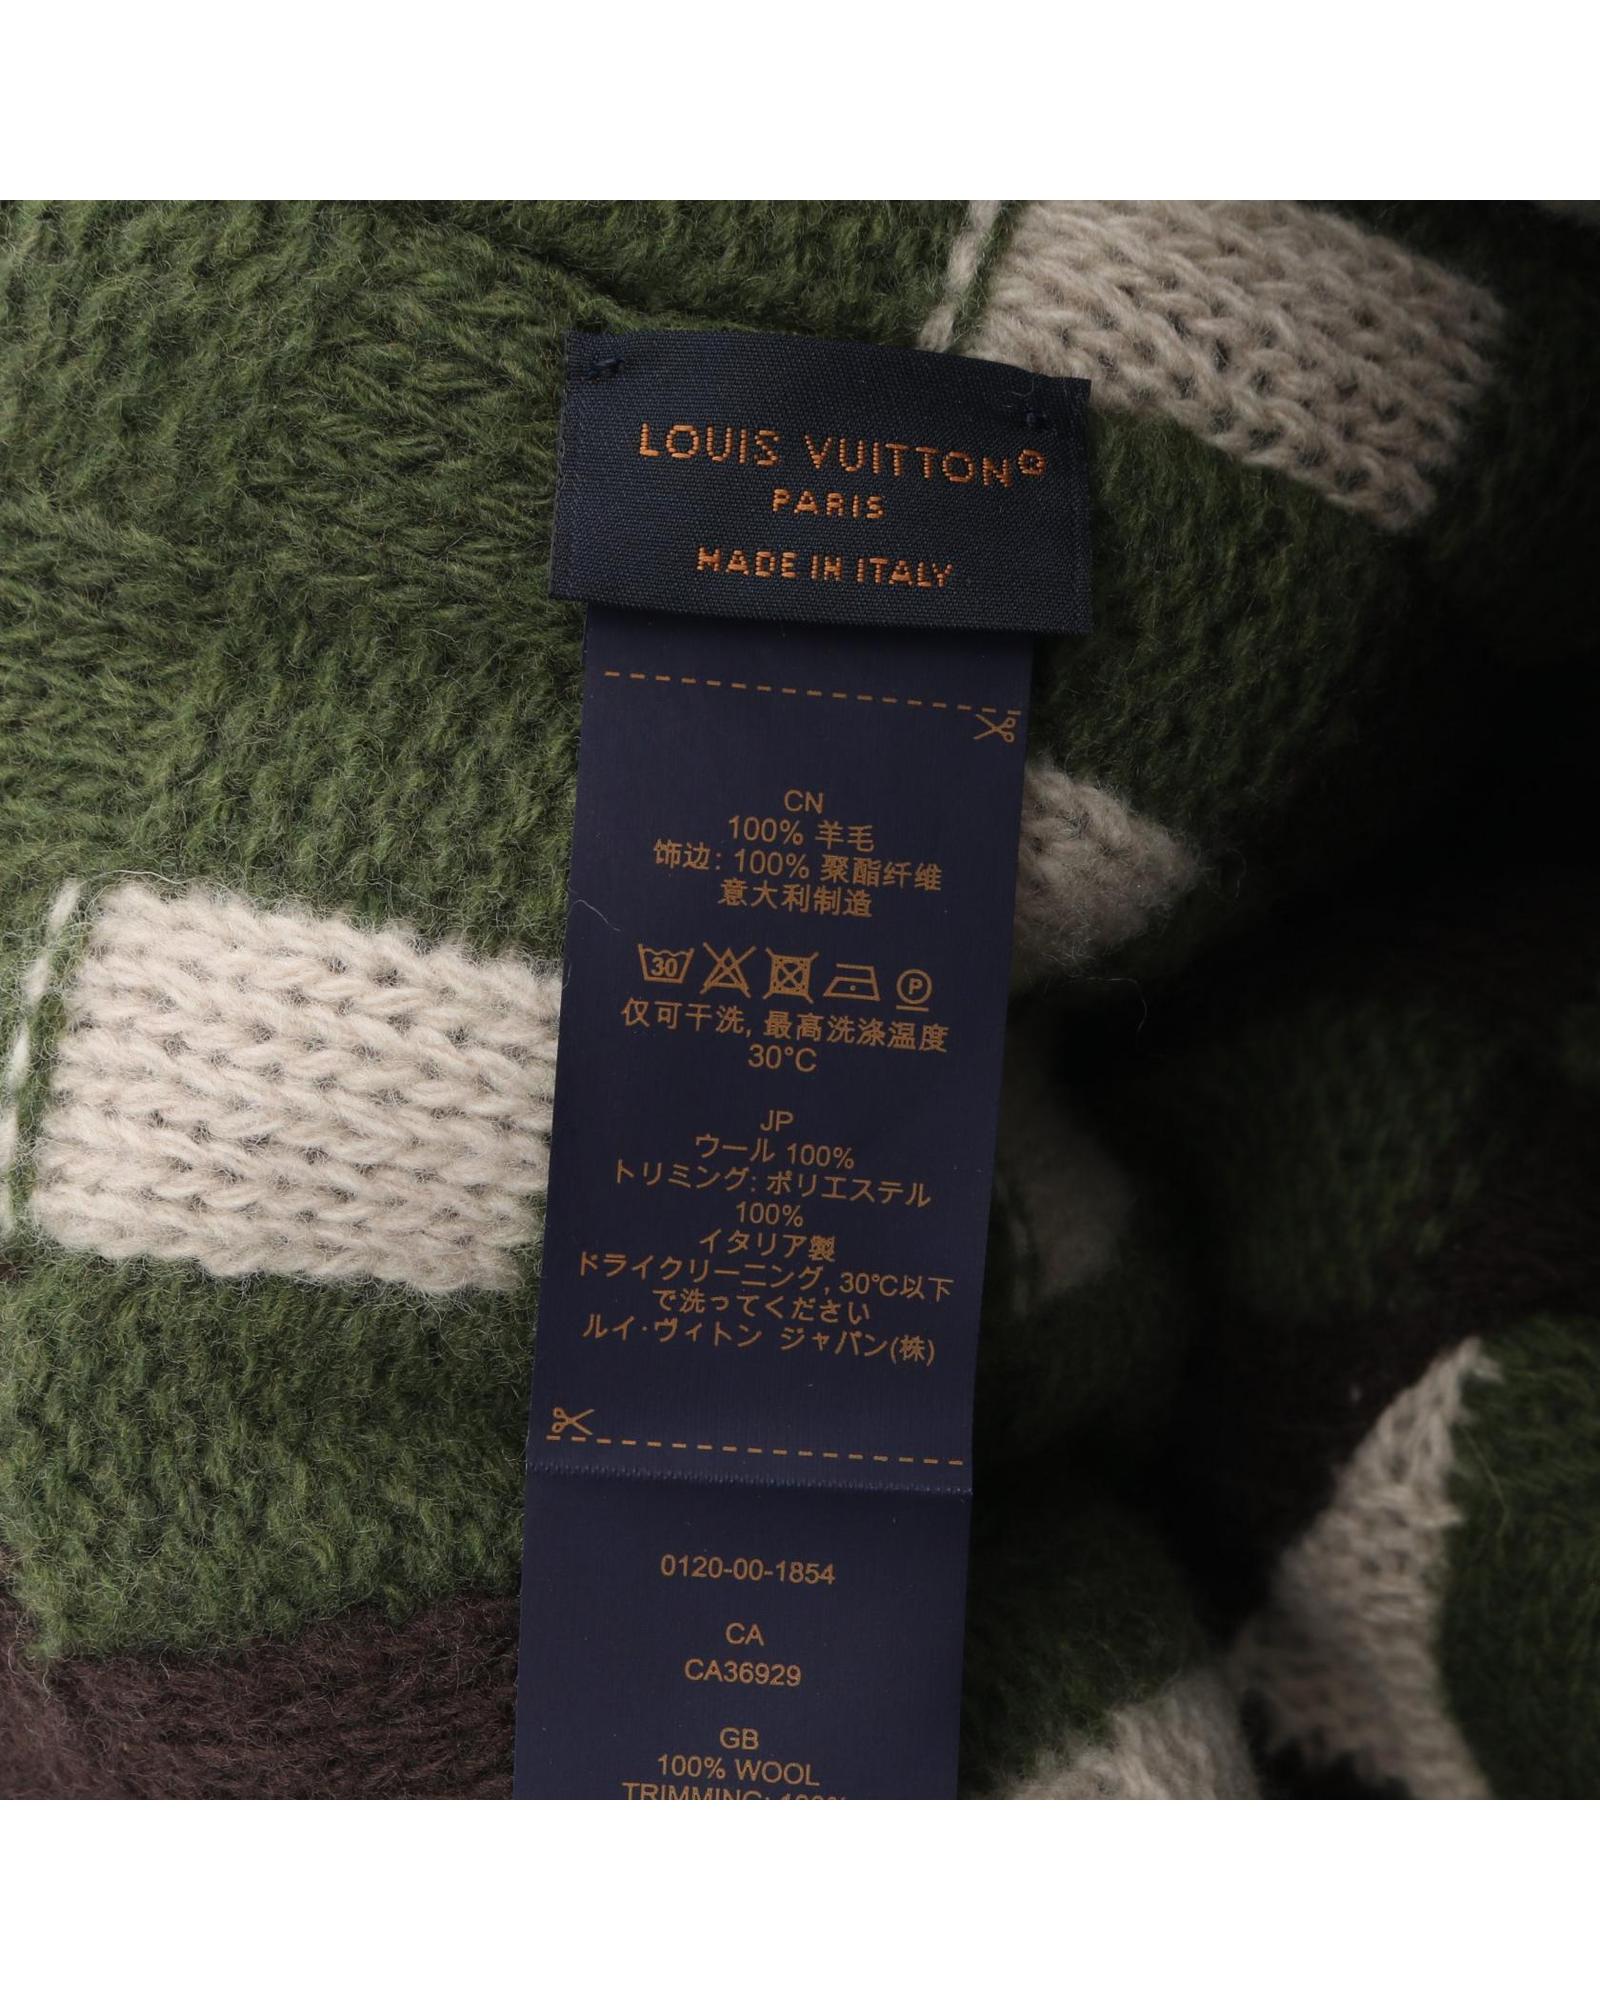 LOUIS VUITTON®
PARIS
MADE IN ITALY
CN
100% 羊毛
饰边: 100% 聚酯纤维
意大利制造
30
P
仅可干洗, 最高洗涤温度
30°C
JP
ウール 100%
トリミング: ポリエステル
100%
イタリア製
ドライクリーニング, 30℃以下
で洗ってください
ルイ·ヴィトン ジャパン(株)
0120-00-1854
CA
CA36929
GB
100% WOOL
TRIMMING: 100%